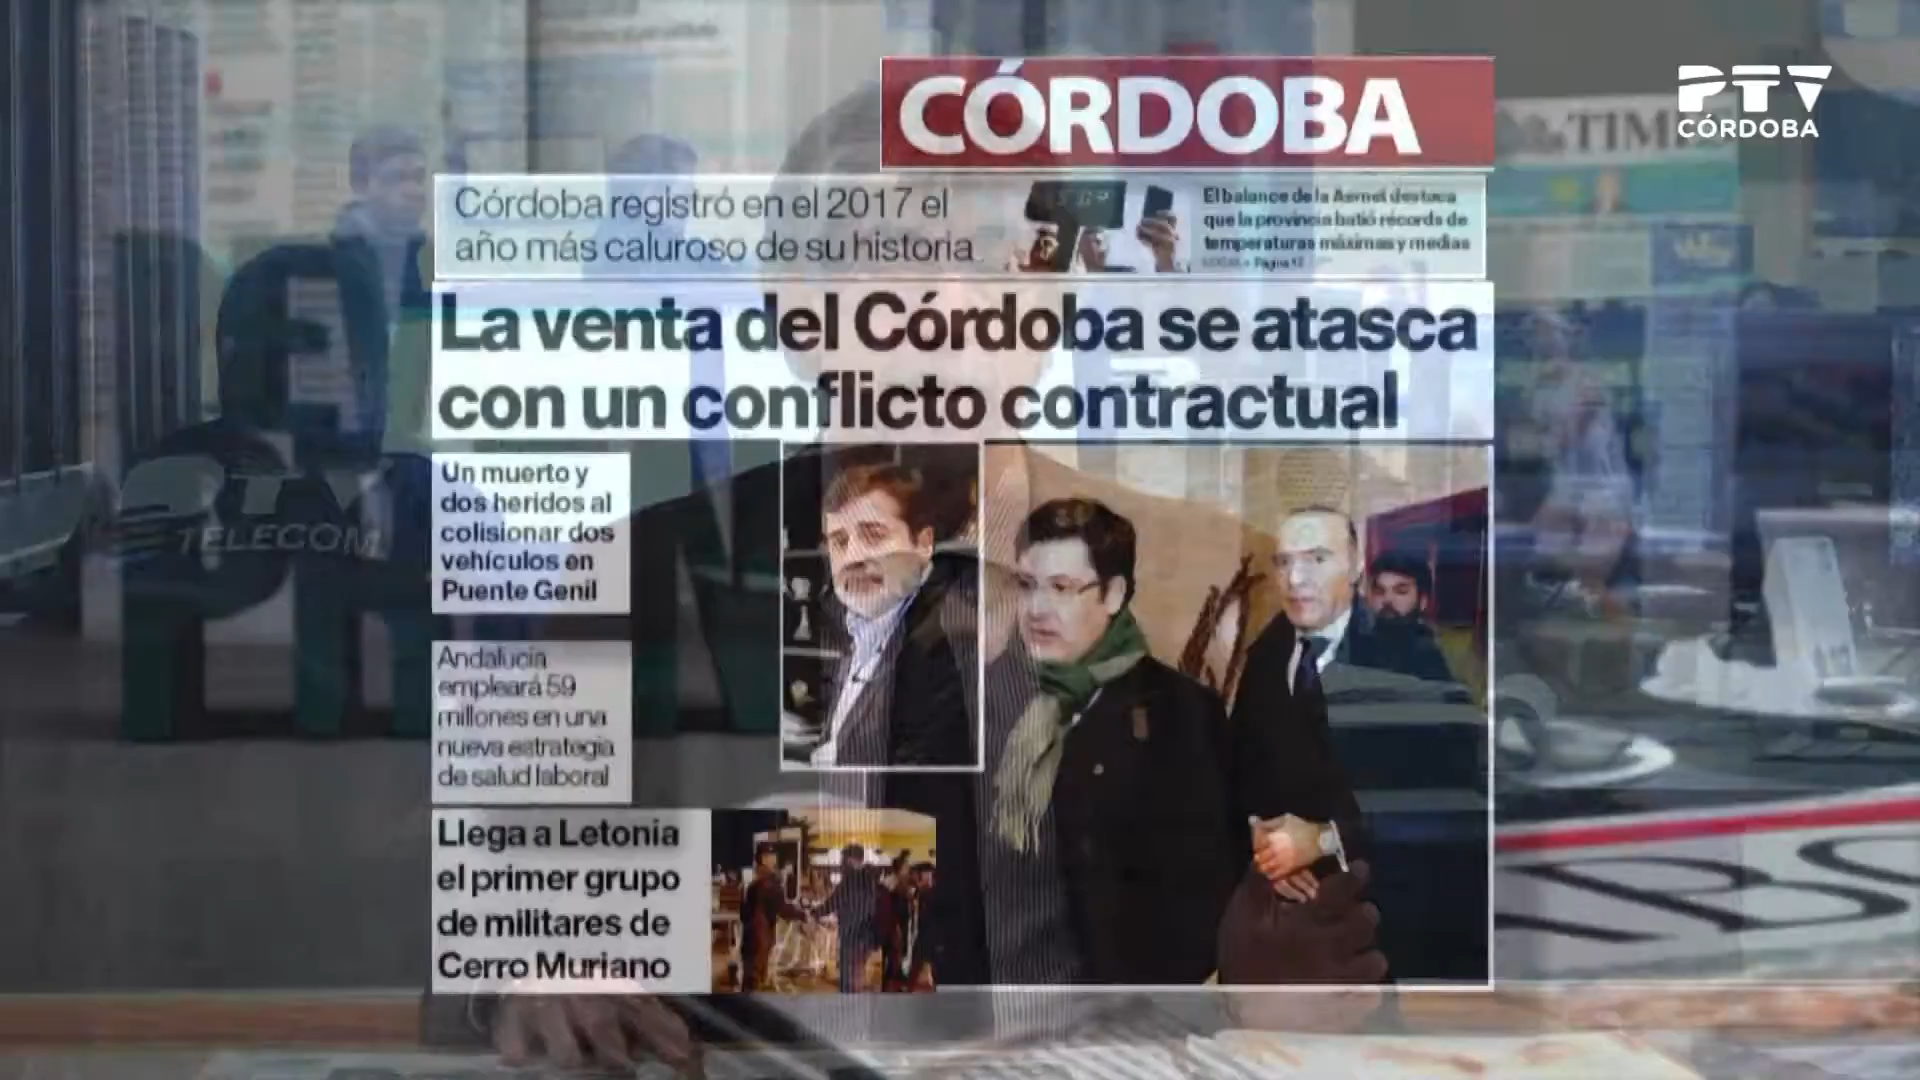 CÓRDOBA
PTV
CÓRDOBA
TIM
Córdoba registró en el 2017 el
año más caluroso de su historia
El balance de la Aemet destaca
que la provincia batió récords de
temperaturas máximas y medias
La venta del Córdoba se atasca
con un conflicto contractual
Un muerto y
dos heridos al
colisionar dos
vehículos en
Puente Genil
TELECOM
Andalucía
empleará 59
millones en una
nueva estrategia
de salud laboral
Llega a Letonia
el primer grupo
de militares de
Cerro Muriano